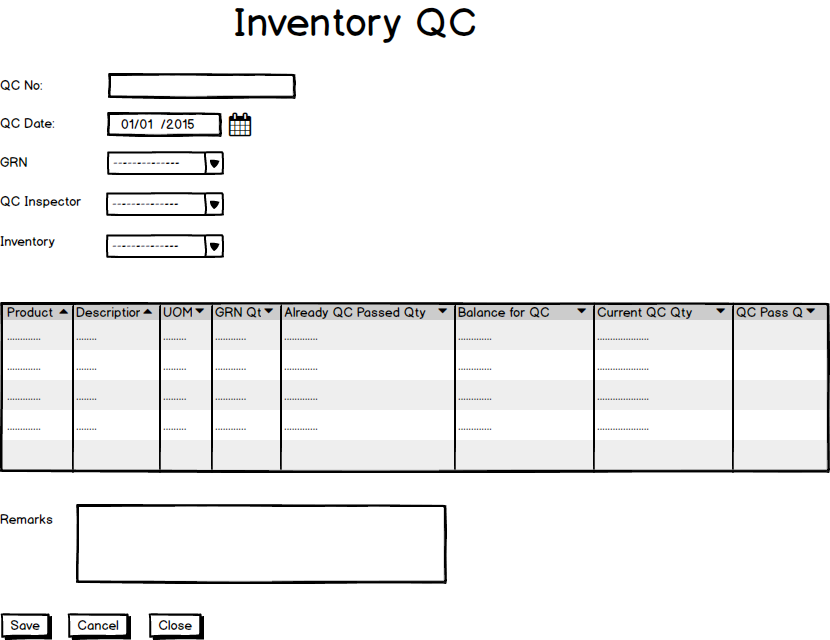 Inventory QC
QC No:
QC Date: 01/01 /2015
GRN --------------
QC Inspector --------------
Inventory --------------
Product Description UOM GRN Qt Already QC Passed Qty Balance for QC Current QC Qty QC Pass Q
............. ........ ......... ............ ............. ............. ....................
............. ........ ......... ............ ............. ............. ....................
............. ........ ......... ............ ............. ............. ....................
............. ........ ......... ............ ............. ............. ....................
Remarks
Save Cancel Close